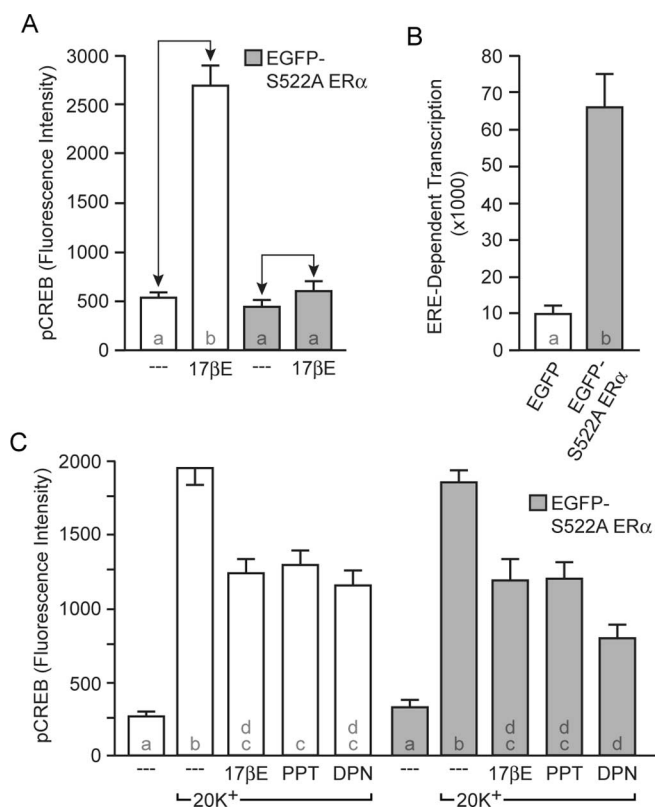 A
pCREB (Fluorescence Intensity)
3000
2500
2000
1500
1000
500
0
EGFP-
S522A ERα
a
b
a
a
---
17βE
---
17βE
B
ERE-Dependent Transcription
(x1000)
80
70
60
50
40
30
20
10
0
a
b
EGFP
EGFP-
S522A ERα
C
pCREB (Fluorescence Intensity)
2000
1500
1000
500
0
EGFP-
S522A ERα
d
d
d
d
a
b
c
c
c
a
b
c
c
d
---
---
17βE
PPT
DPN
---
---
17βE
PPT
DPN
20K+
20K+